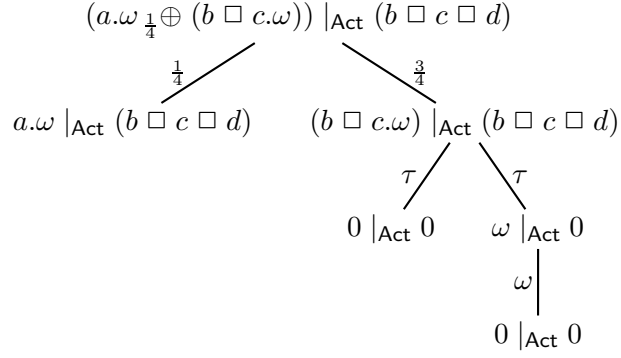 (a.ω ¼⊕ (b □ c.ω)) |Act (b □ c □ d)
1/4 3/4
a.ω |Act (b □ c □ d) (b □ c.ω) |Act (b □ c □ d)
τ τ
0 |Act 0 ω |Act 0
ω
0 |Act 0